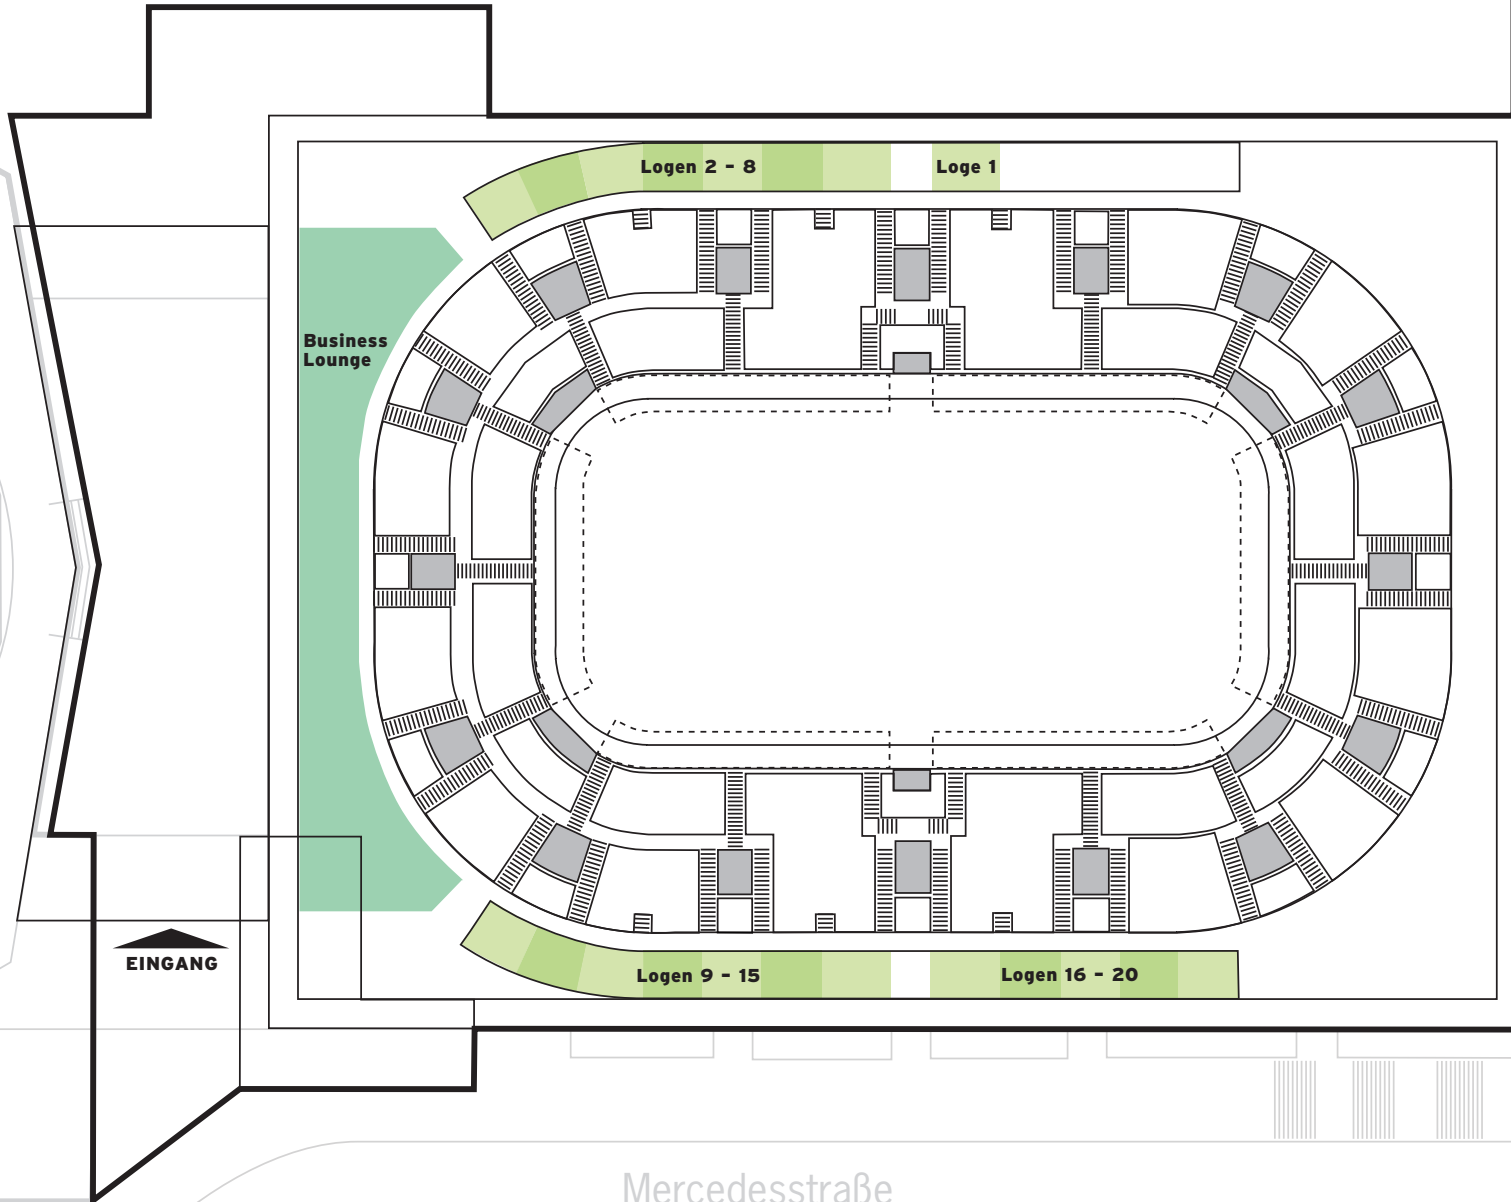 Logen 2 - 8
Loge 1
Business
Lounge
EINGANG
Logen 9 - 15
Logen 16 - 20
Mercedesstraße